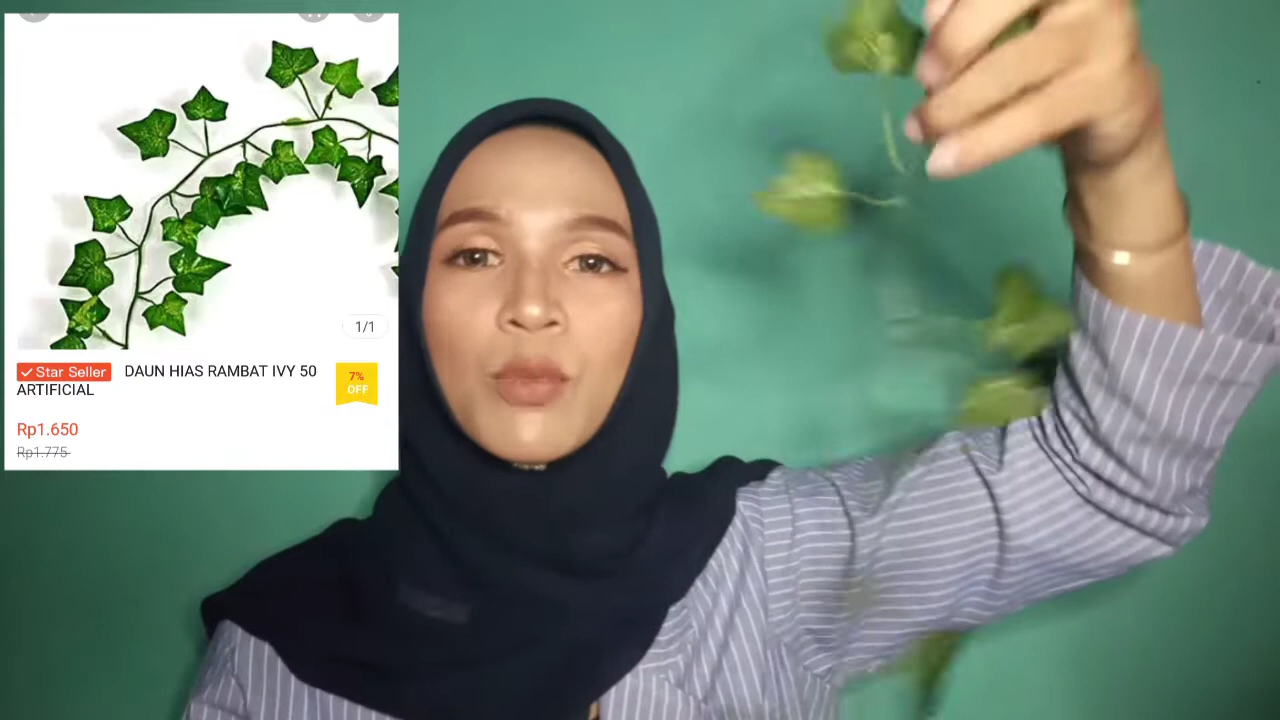 1/1
Star Seller DAUN HIAS RAMBAT IVY 50
ARTIFICIAL
7%
OFF
Rp1.650
Rp1.775